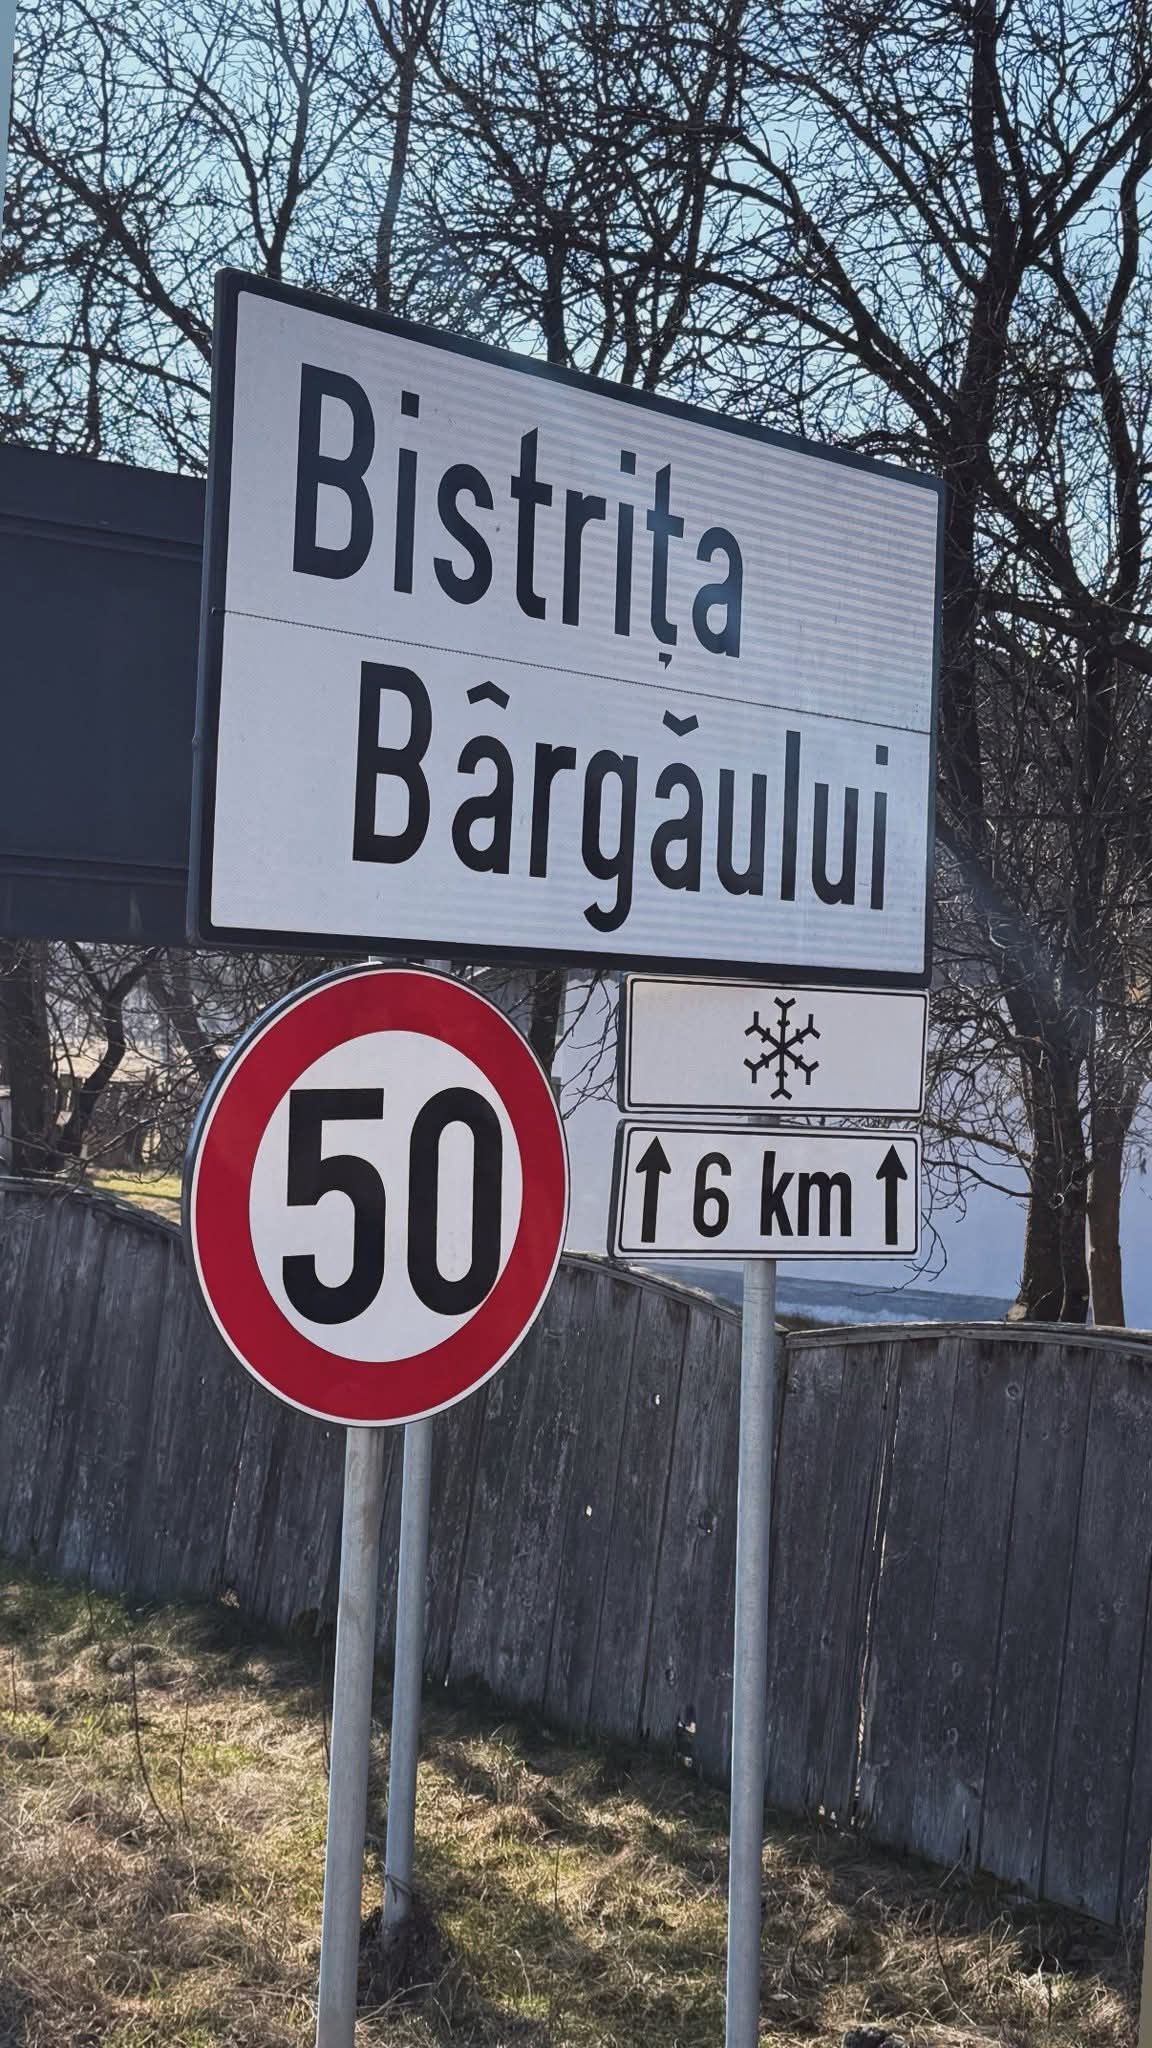 Bistrița
Bârgăului
50
↑ 6 km ↑